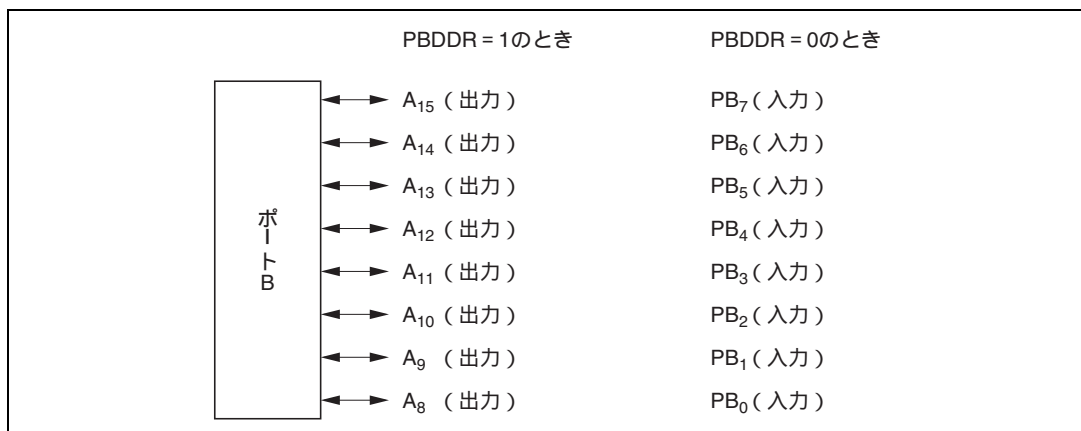 PBDDR = 1のとき PBDDR = 0のとき
A15 ( 出力 ) PB7 ( 入力 )
A14 ( 出力 ) PB6 ( 入力 )
A13 ( 出力 ) PB5 ( 入力 )
A12 ( 出力 ) PB4 ( 入力 )
A11 ( 出力 ) PB3 ( 入力 )
A10 ( 出力 ) PB2 ( 入力 )
A9 ( 出力 ) PB1 ( 入力 )
A8 ( 出力 ) PB0 ( 入力 )
ポートB